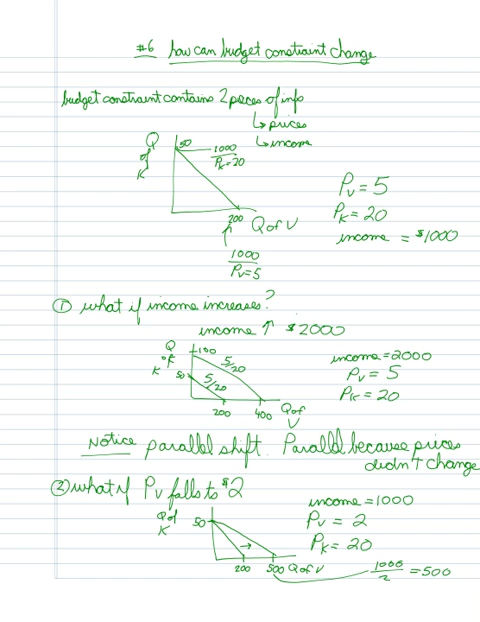 #6 how can budget constraint change
budget constraint contains 2 pieces of info
↳ prices
↳ income
Q
of
K
50
1000
PK=20
200
Q of V
↑
1000
PV=5
PV = 5
PK = 20
income = $1000
① what if income increases?
income ↑ $2000
Q
of
K
100
50
5/20
5/20
200
400
Q of
V
income=2000
PV = 5
PK = 20
Notice parallel shift. Parallel because prices
didn't change
② what if PV falls to $2
Q of
K
50
→
200
500
Q of V
income = 1000
PV = 2
PK = 20
1000
2
= 500